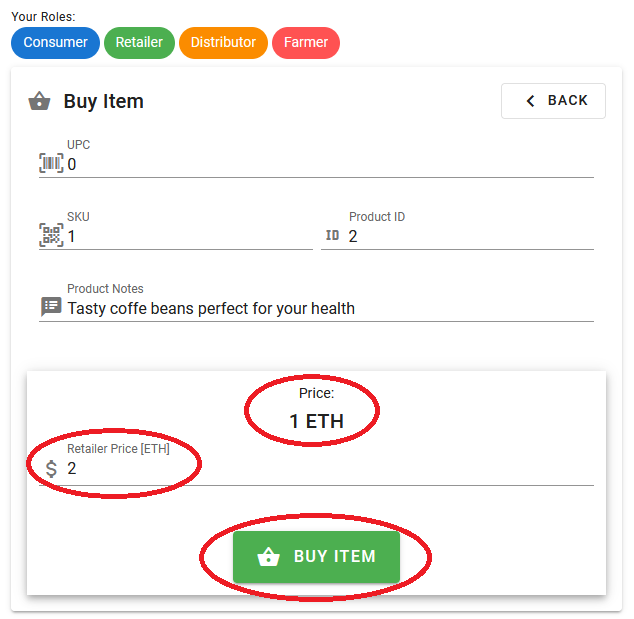 Your Roles:
Consumer Retailer Distributor Farmer
Buy Item
BACK
UPC
0
SKU
1
Product ID
2
Product Notes
Tasty coffe beans perfect for your health
Price:
1 ETH
Retailer Price [ETH]
$ 2
BUY ITEM